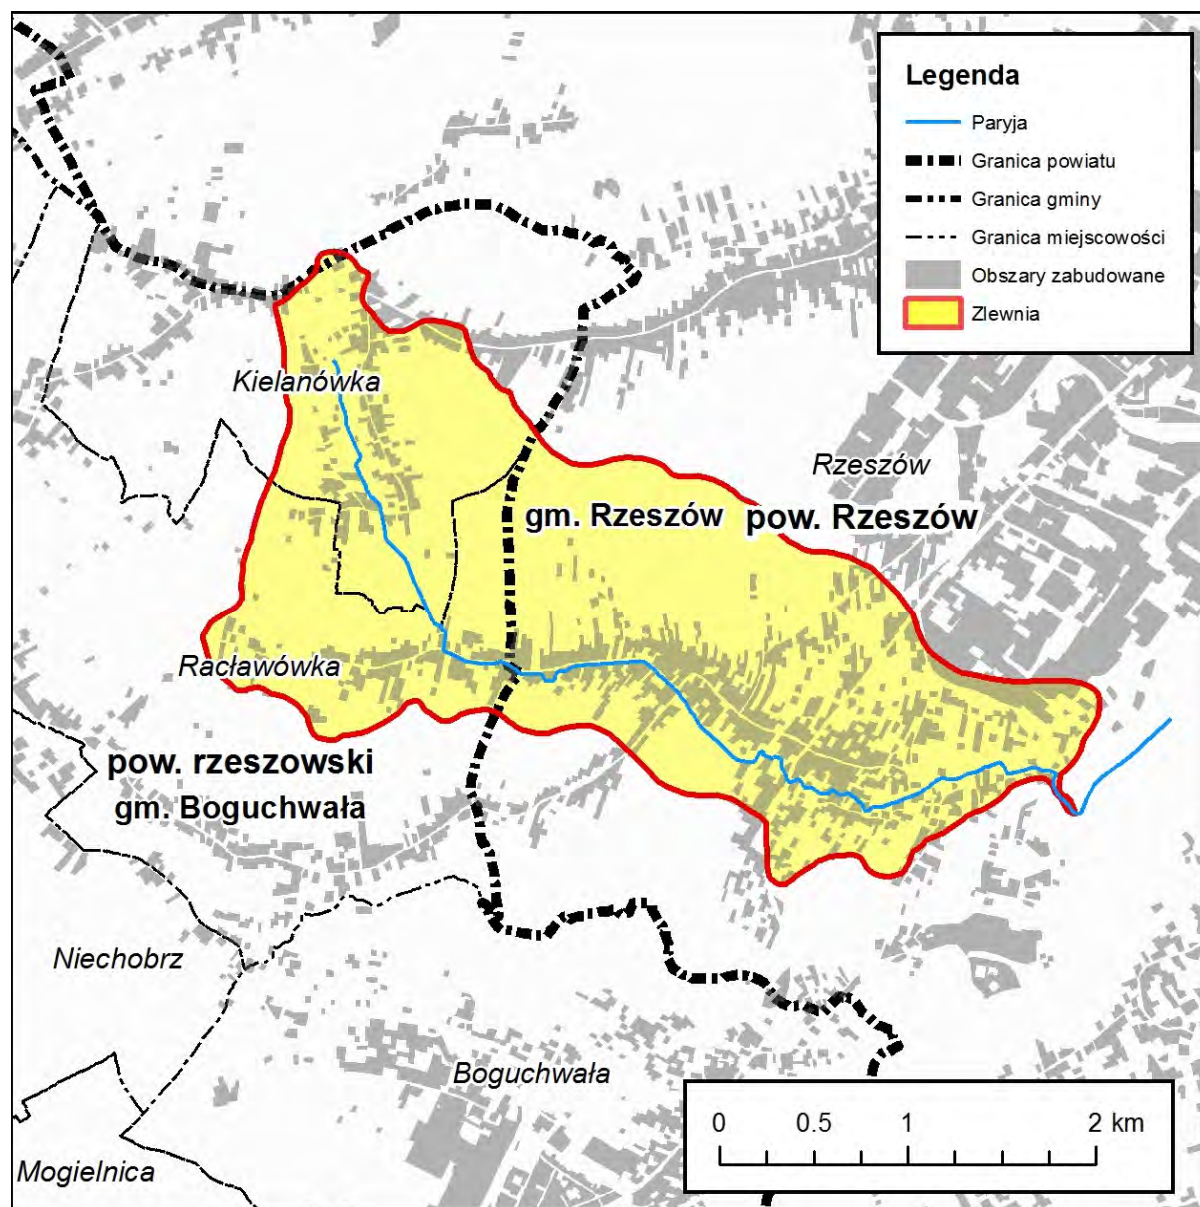 Legenda
Paryja
Granica powiatu
Granica gminy
Granica miejscowości
Obszary zabudowane
Zlewnia
Kielanówka
Rzeszów
gm. Rzeszów pow. Rzeszów
Racławówka
pow. rzeszowski
gm. Boguchwała
Niechobrz
Boguchwała
Mogielnica
0 0.5 1 2 km